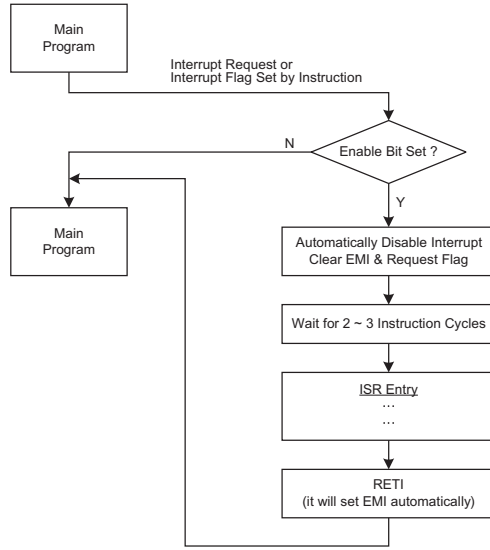 Main
Program
Interrupt Request or
Interrupt Flag Set by Instruction
Enable Bit Set ?
N
Y
Main
Program
Automatically Disable Interrupt
Clear EMI & Request Flag
Wait for 2 ~ 3 Instruction Cycles
ISR Entry
...
...
RETI
(it will set EMI automatically)